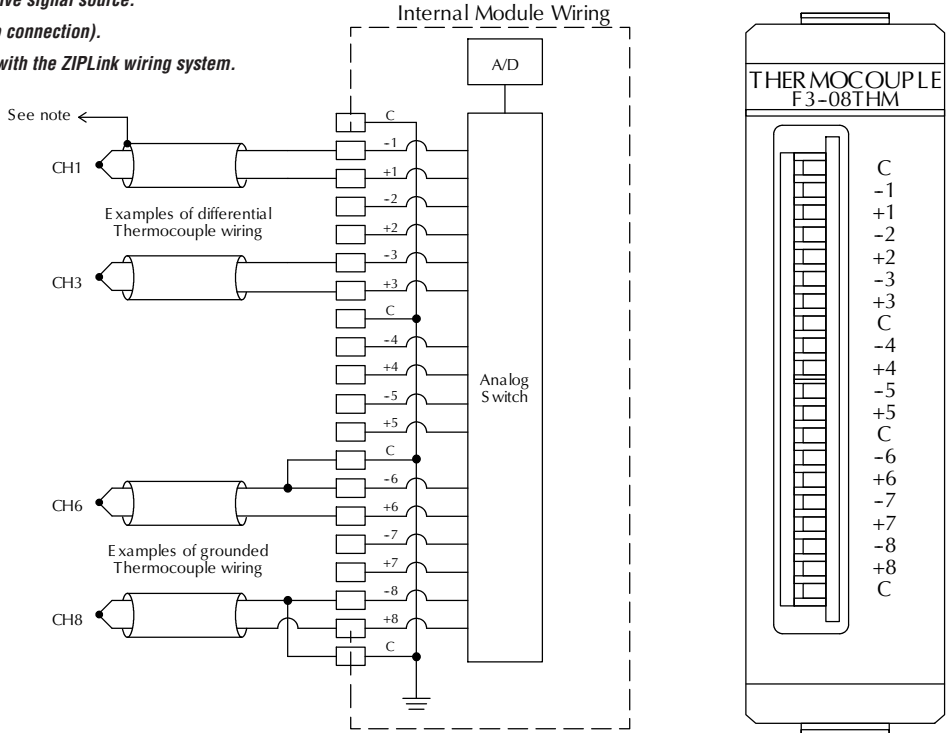 ive signal source.
connection).
with the ZIPLink wiring system.
Internal Module Wiring
A/D
See note
CH1
Examples of differential
Thermocouple wiring
CH3
CH6
Examples of grounded
Thermocouple wiring
CH8
C
-1
+1
-2
+2
-3
+3
C
-4
+4
-5
+5
C
-6
+6
-7
+7
-8
+8
C
Analog
Switch
THERMOCOUPLE
F3-08THM
C
-1
+1
-2
+2
-3
+3
C
-4
+4
-5
+5
C
-6
+6
-7
+7
-8
+8
C